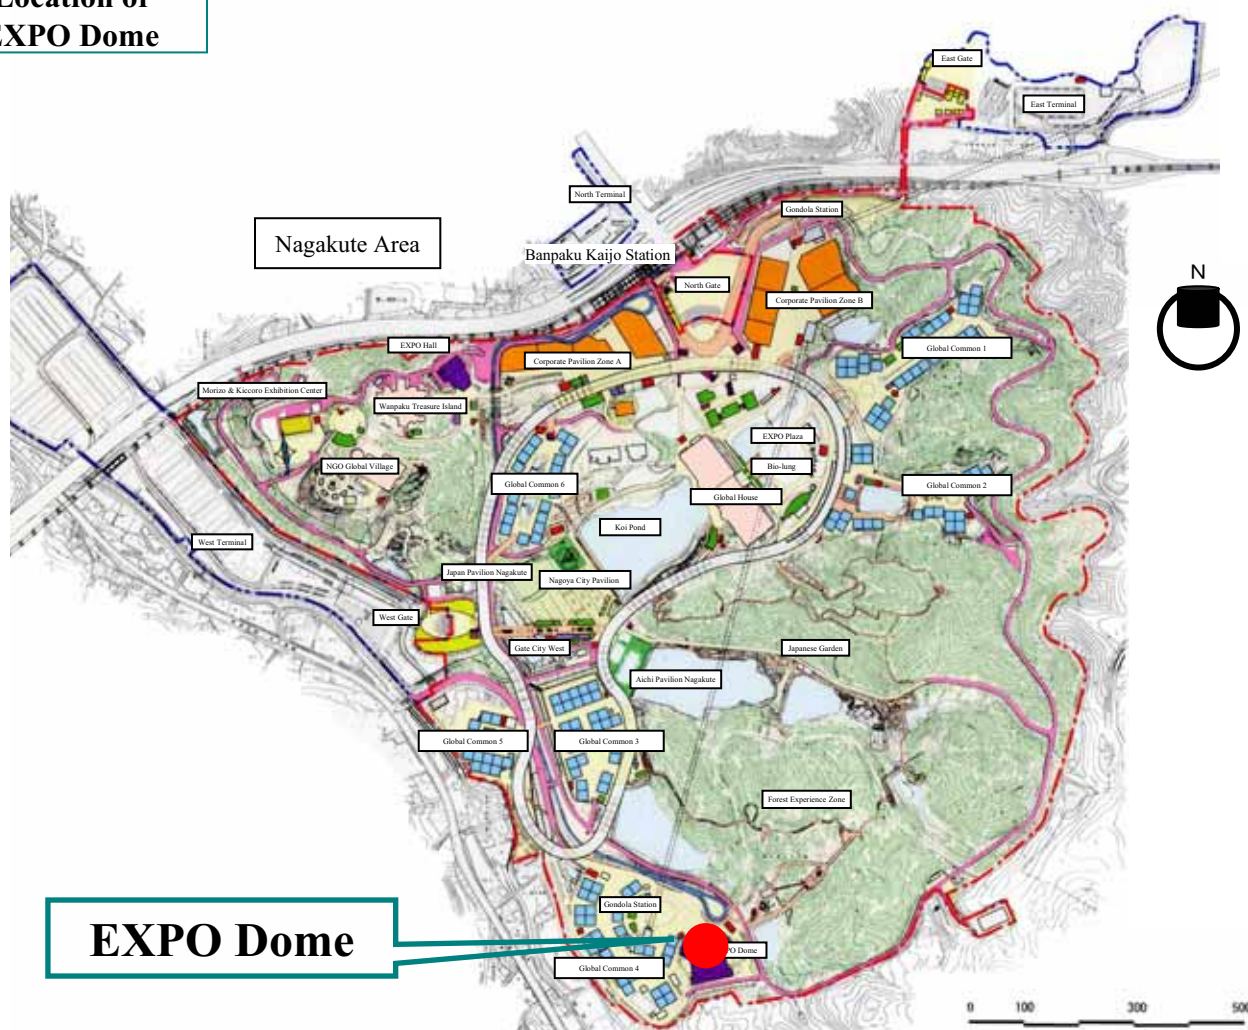 Location of
EXPO Dome
East Gate
East Terminal
North Terminal
Gondola Station
Nagakute Area
Banpaku Kaijo Station
N
North Gate
Corporate Pavilion Zone B
EXPO Hall
Corporate Pavilion Zone A
Global Common 1
Morizo & Kiccoro Exhibition Center
Wanpaku Treasure Island
EXPO Plaza
NGO Global Village
Bio-lung
Global Common 6
Global House
Global Common 2
Koi Pond
West Terminal
Japan Pavilion Nagakute
Nagoya City Pavilion
West Gate
Gate City West
Japanese Garden
Aichi Pavilion Nagakute
Global Common 5
Global Common 3
Forest Experience Zone
Gondola Station
EXPO Dome
PO Dome
Global Common 4
0 100 300 500